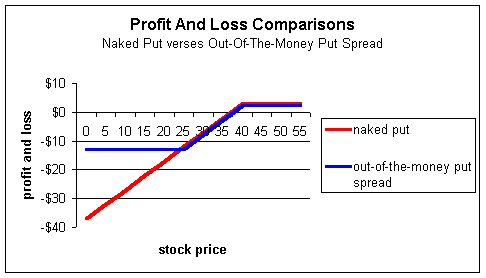 Profit And Loss Comparisons
Naked Put verses Out-Of-The-Money Put Spread
$10
$0
-$10
-$20
-$30
-$40
0 5 10 15 20 25 30 35 40 45 50 55
profit and loss
stock price
naked put
out-of-the-money put
spread